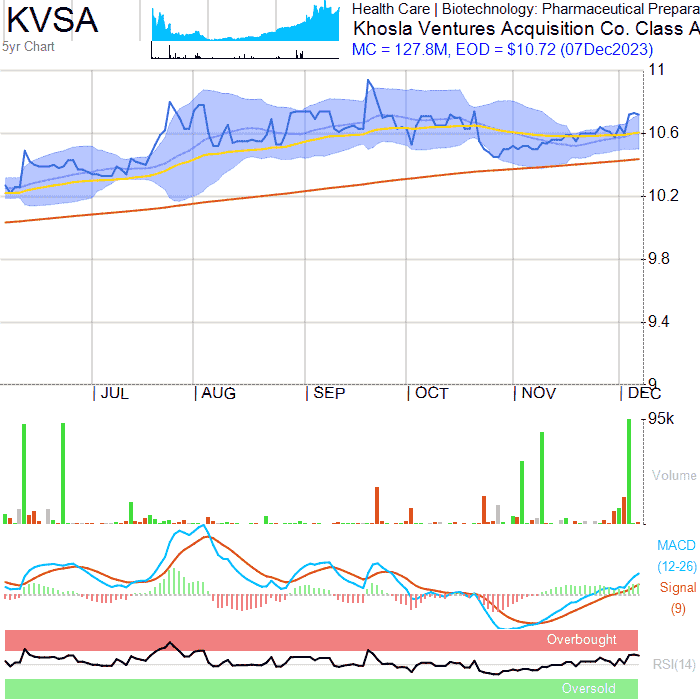 KVSA
5yr Chart
Health Care | Biotechnology: Pharmaceutical Prepara
Khosla Ventures Acquisition Co. Class A
MC = 127.8M, EOD = $10.72 (07Dec2023)
11
10.6
10.2
9.8
9.4
9
JUL AUG SEP OCT NOV DEC
95k
Volume
MACD
(12-26)
Signal
(9)
Overbought
RSI(14)
Oversold